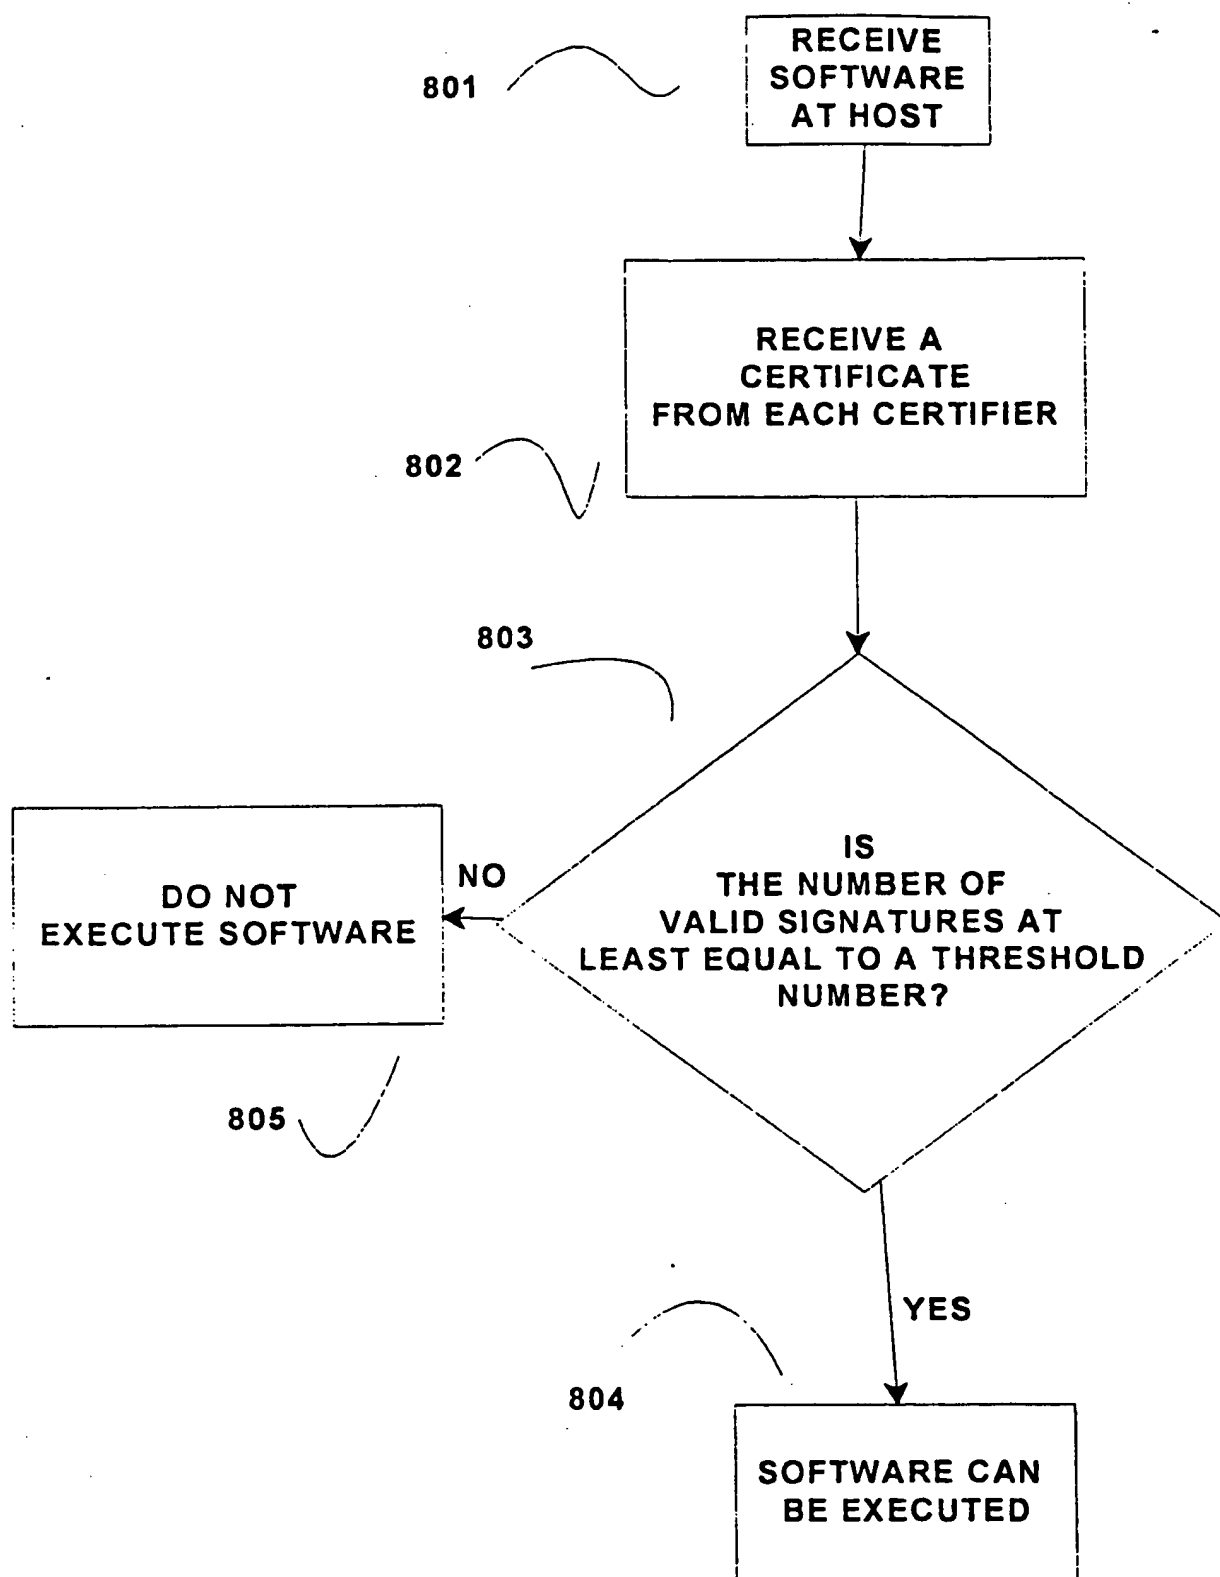 801
RECEIVE
SOFTWARE
AT HOST
RECEIVE A
CERTIFICATE
FROM EACH CERTIFIER
802
803
IS
THE NUMBER OF
VALID SIGNATURES AT
LEAST EQUAL TO A THRESHOLD
NUMBER?
NO
DO NOT
EXECUTE SOFTWARE
805
YES
804
SOFTWARE CAN
BE EXECUTED